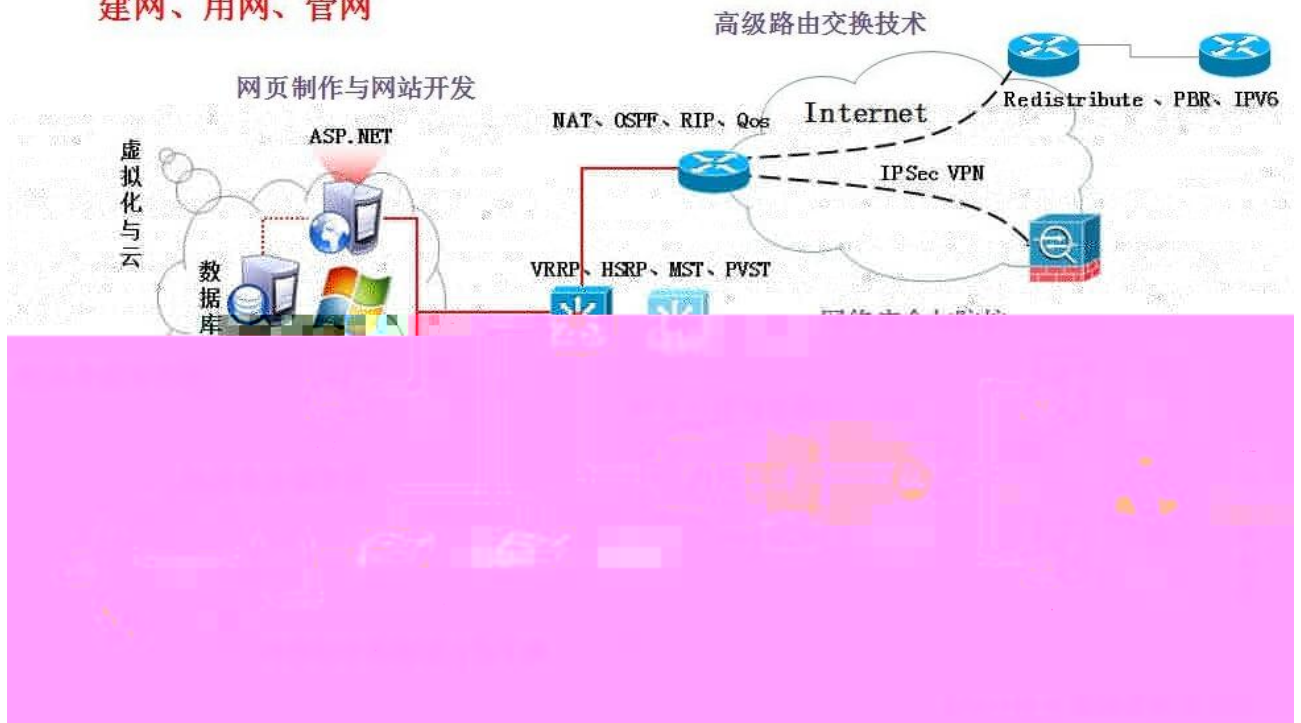 建网、用网、管网
高级路由交换技术
网页制作与网站开发
Redistribute、PBR、IPV6
Internet
NAT、OSPF、RIP、Qos
ASP.NET
虚拟化与云
IPSec VPN
VRRP、HSRP、MST、PVST
数据库